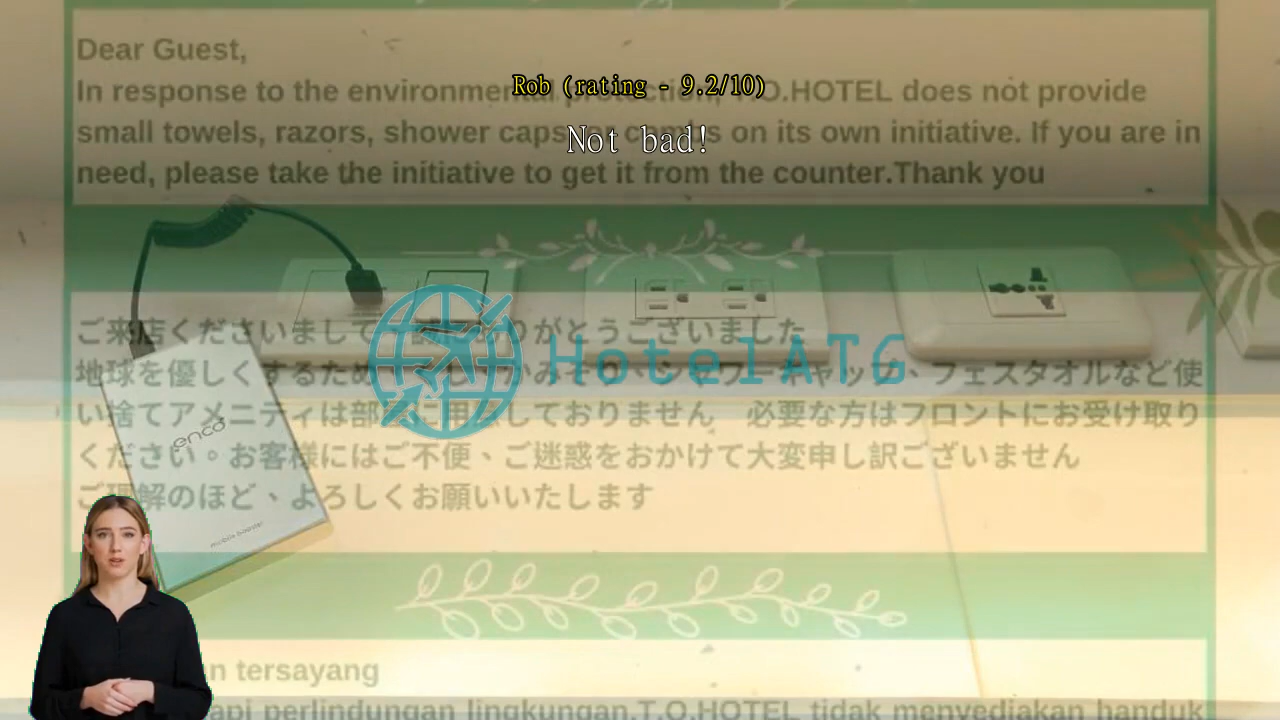 Dear Guest,
Rob (rating - 9.2/10)
In response to the environmental protection, T.O.HOTEL does not provide
Not bad!
small towels, razors, shower caps, on its own initiative. If you are in
need, please take the initiative to get it from the counter.Thank you
ご来店くださいまして りがとうございました
HotelATG
地球を優しくするため キャップ、フェスタオルなど使
い捨てアメニティは部 に用 しておりません 必要な方はフロントにお受け取り
enco
ください。お客様にはご不便、ご迷惑をおかけて大変申し訳ございません
ご理解のほど、よろしくお願いいたします
mobile booster
n tersayang
api perlindungan lingkungan,T.O.HOTEL tidak menyediakan handuk